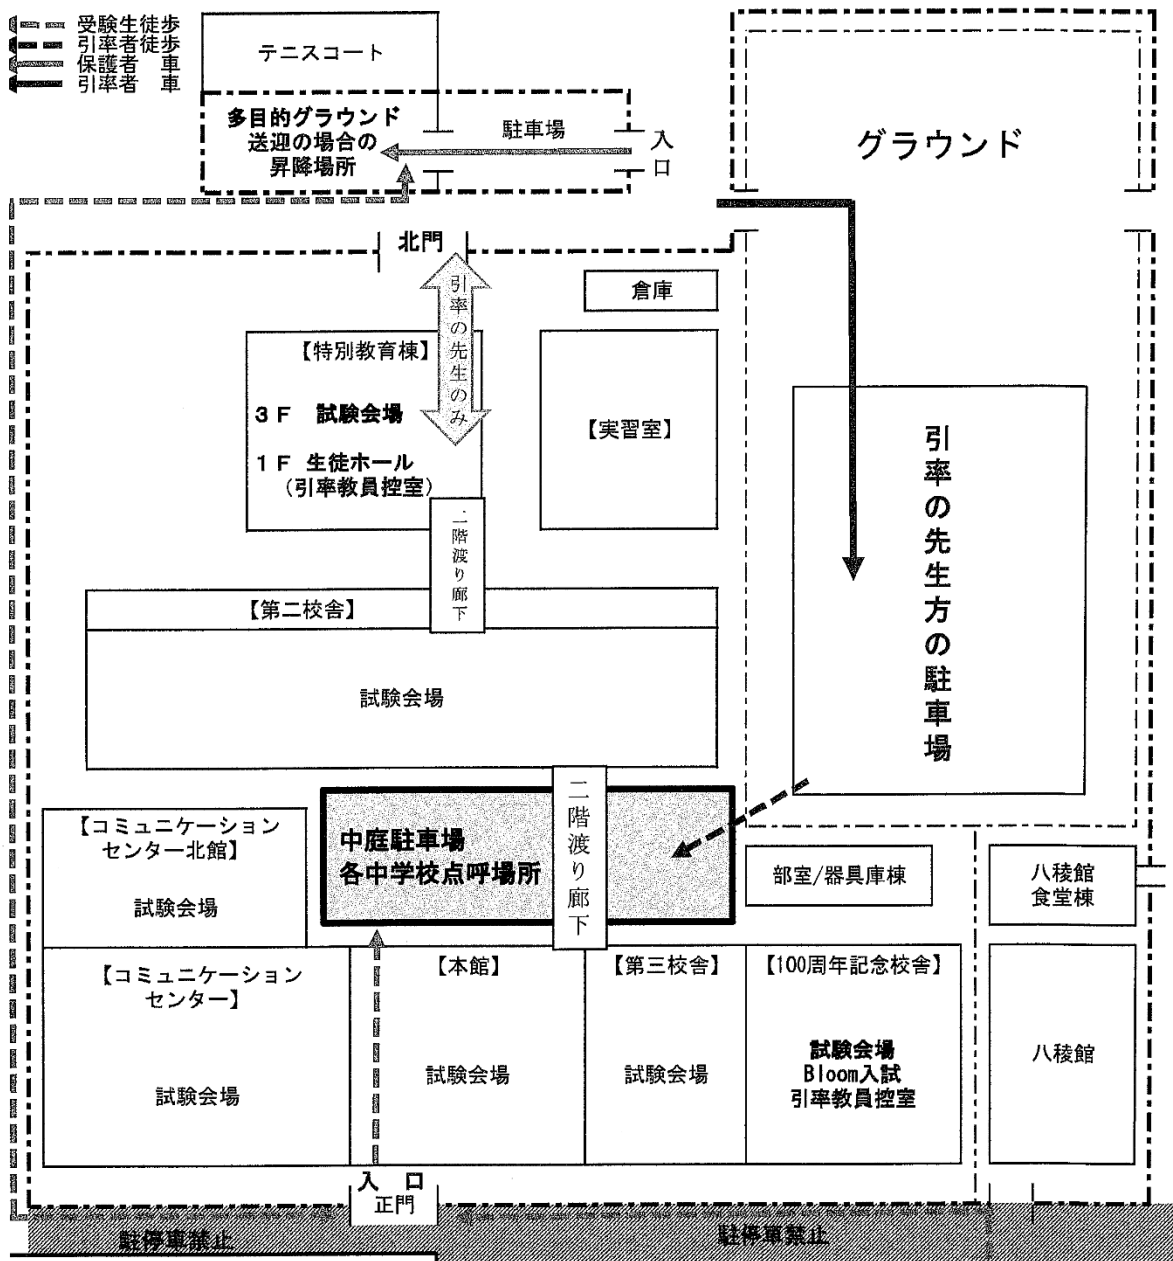 受験生徒歩
引率者徒歩
保護者　車
引率者　車
テニスコート
多目的グラウンド
送迎の場合の
昇降場所
駐車場
入口
グラウンド
北門
引率の先生のみ
倉庫
【特別教育棟】
３Ｆ　試験会場
１Ｆ 生徒ホール
（引率教員控室）
【実習室】
引率の先生方の駐車場
二階渡り廊下
【第二校舎】
試験会場
二階渡り廊下
中庭駐車場
各中学校点呼場所
【コミュニケーション
センター北館】
試験会場
部室/器具庫棟
八稜館
食堂棟
【コミュニケーション
センター】
試験会場
【本館】
試験会場
【第三校舎】
試験会場
【100周年記念校舎】
試験会場
Bloom入試
引率教員控室
八稜館
入　口
正門
駐停車禁止
駐停車禁止